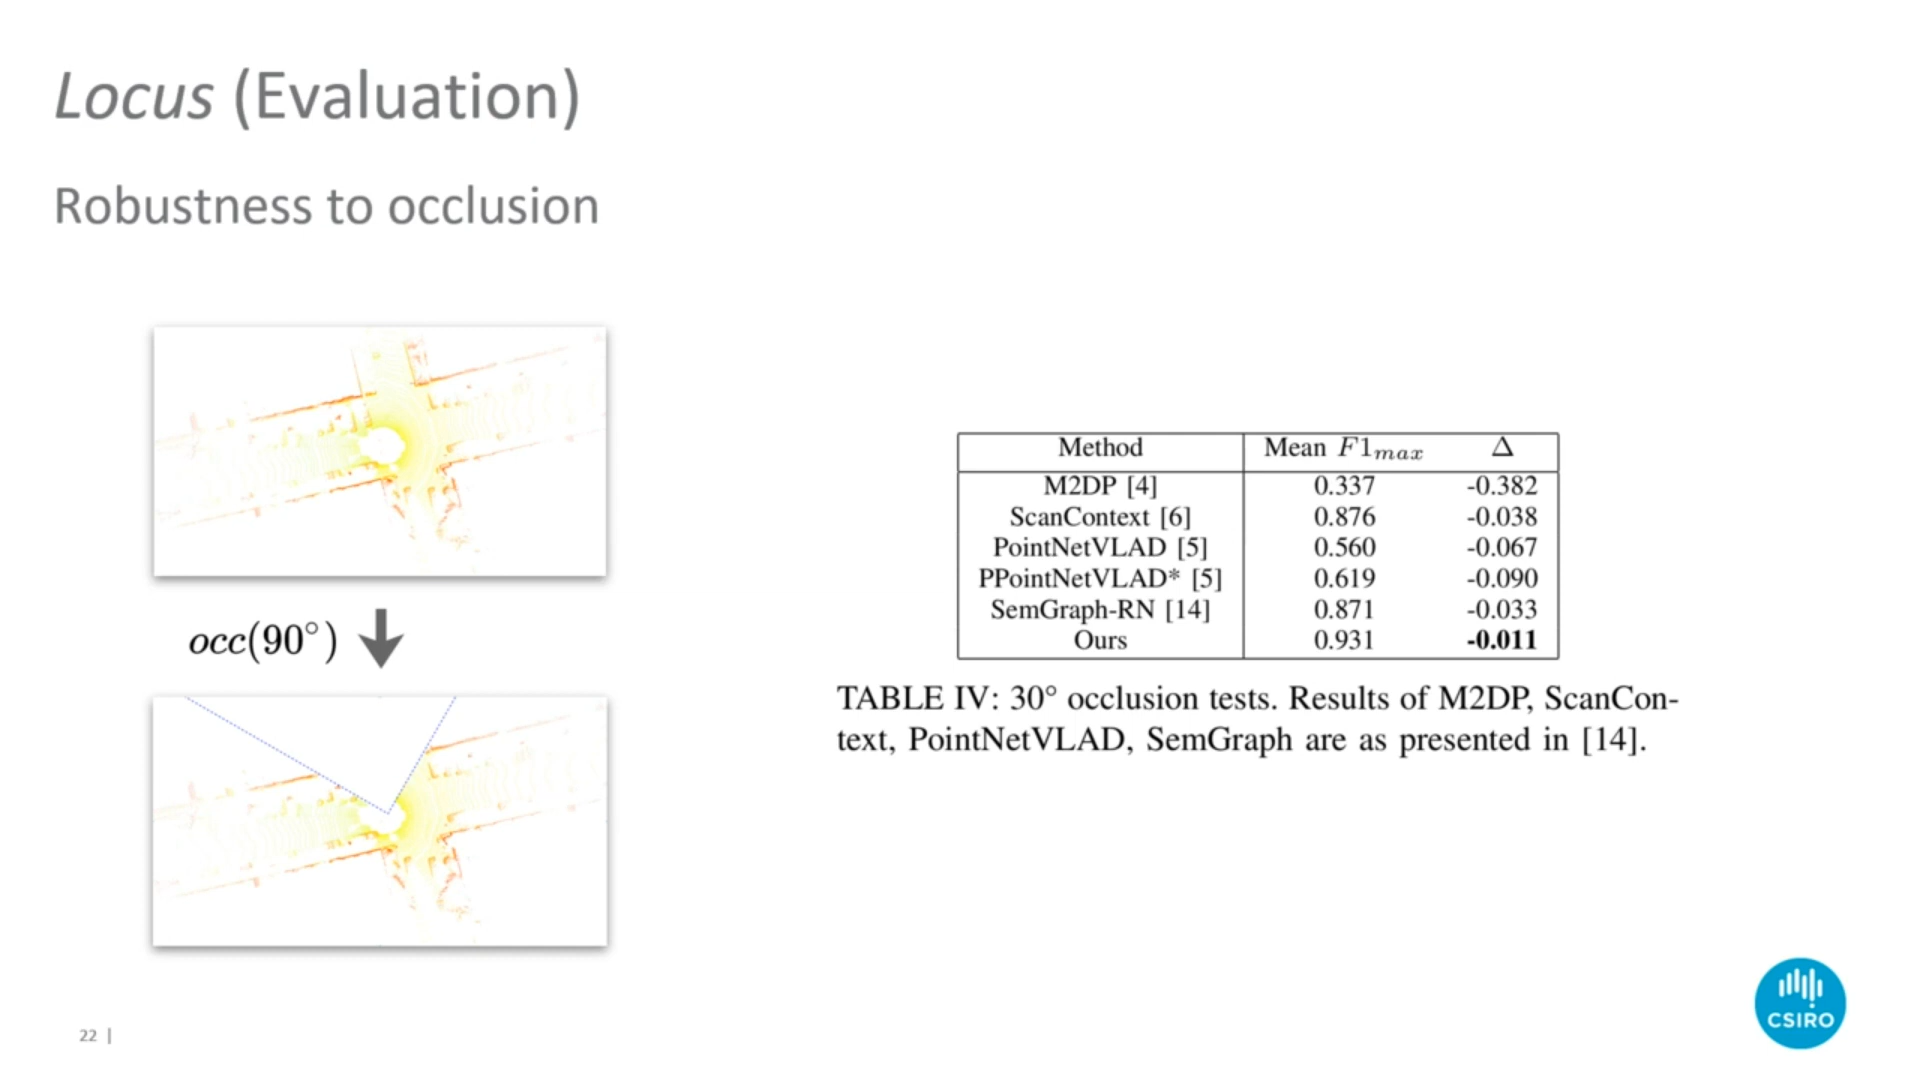 Locus (Evaluation)
Robustness to occlusion
occ(90°)
Method Mean F1max Δ
M2DP [4] 0.337 -0.382
ScanContext [6] 0.876 -0.038
PointNetVLAD [5] 0.560 -0.067
PPointNetVLAD* [5] 0.619 -0.090
SemGraph-RN [14] 0.871 -0.033
Ours 0.931 -0.011
TABLE IV: 30° occlusion tests. Results of M2DP, ScanCon-
text, PointNetVLAD, SemGraph are as presented in [14].
22 |
CSIRO